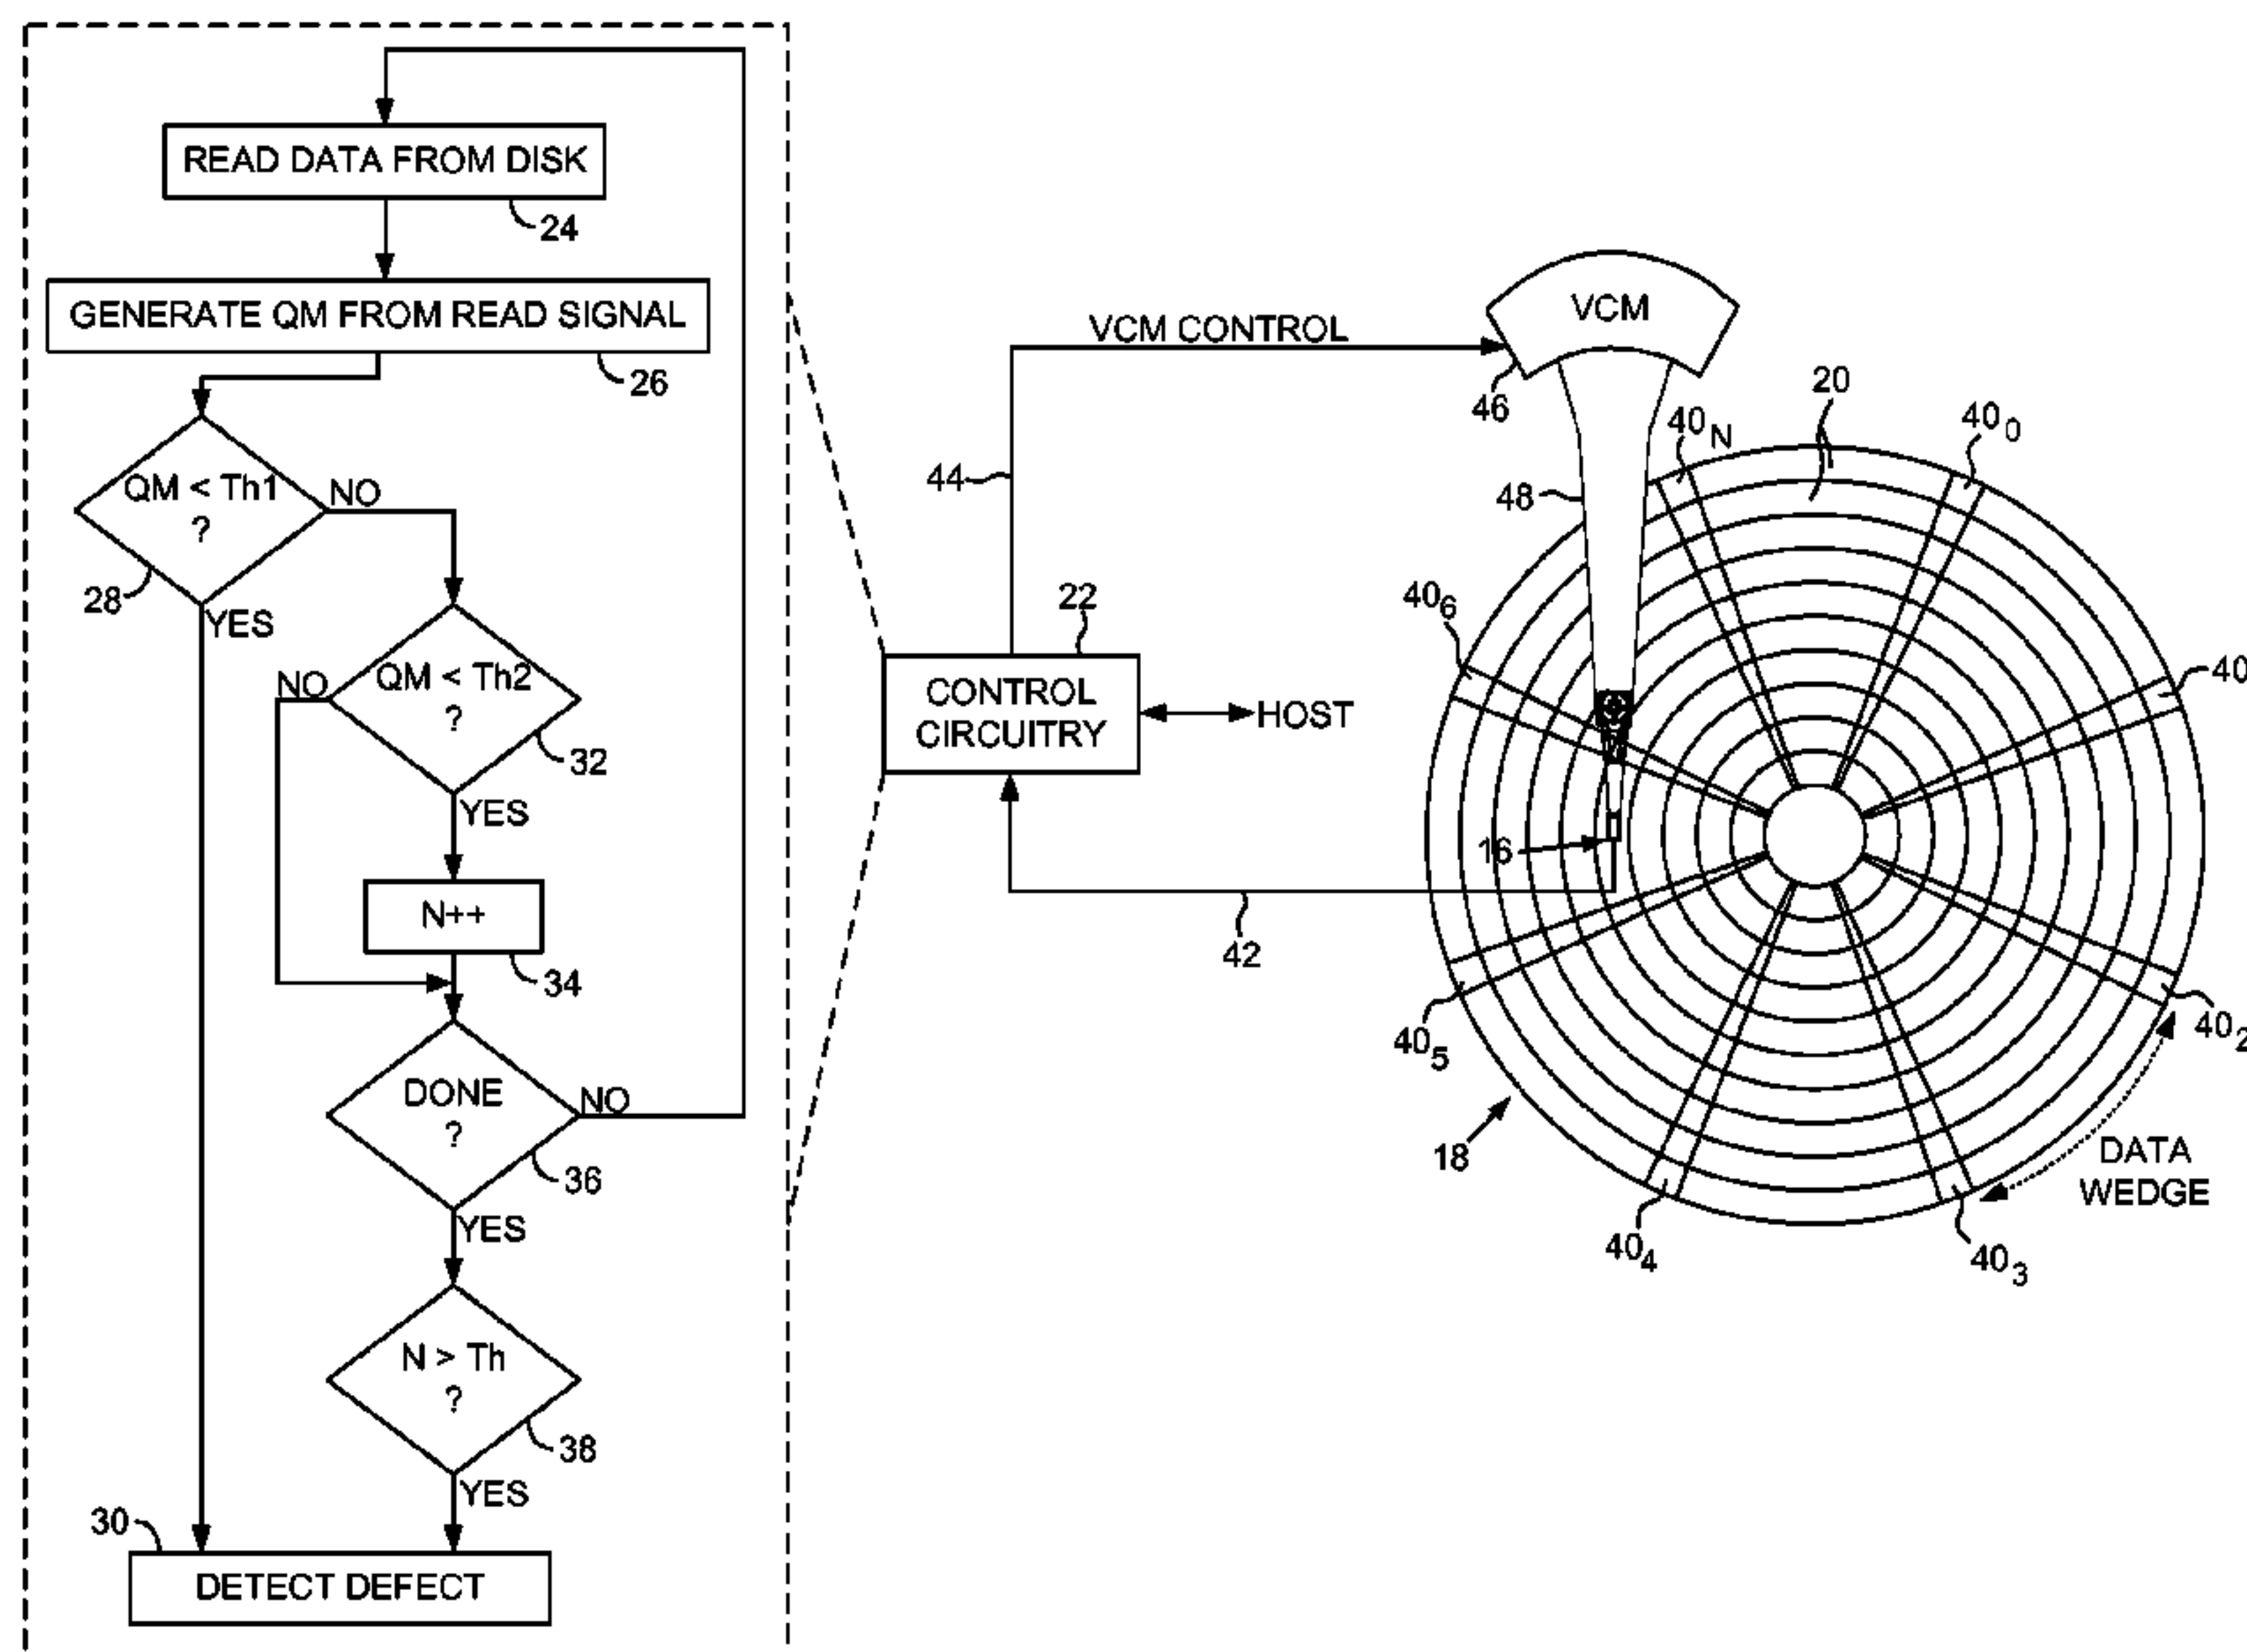 READ DATA FROM DISK
24
GENERATE QM FROM READ SIGNAL
26
QM < Th1
?
NO
28
YES
QM < Th2
?
NO
32
YES
N++
34
DONE
?
NO
36
YES
N > Th
?
38
YES
30
DETECT DEFECT
VCM CONTROL
44
22
CONTROL
CIRCUITRY
HOST
42
VCM
46
48
20
40N
400
406
40
16
405
402
18
DATA
WEDGE
404
403